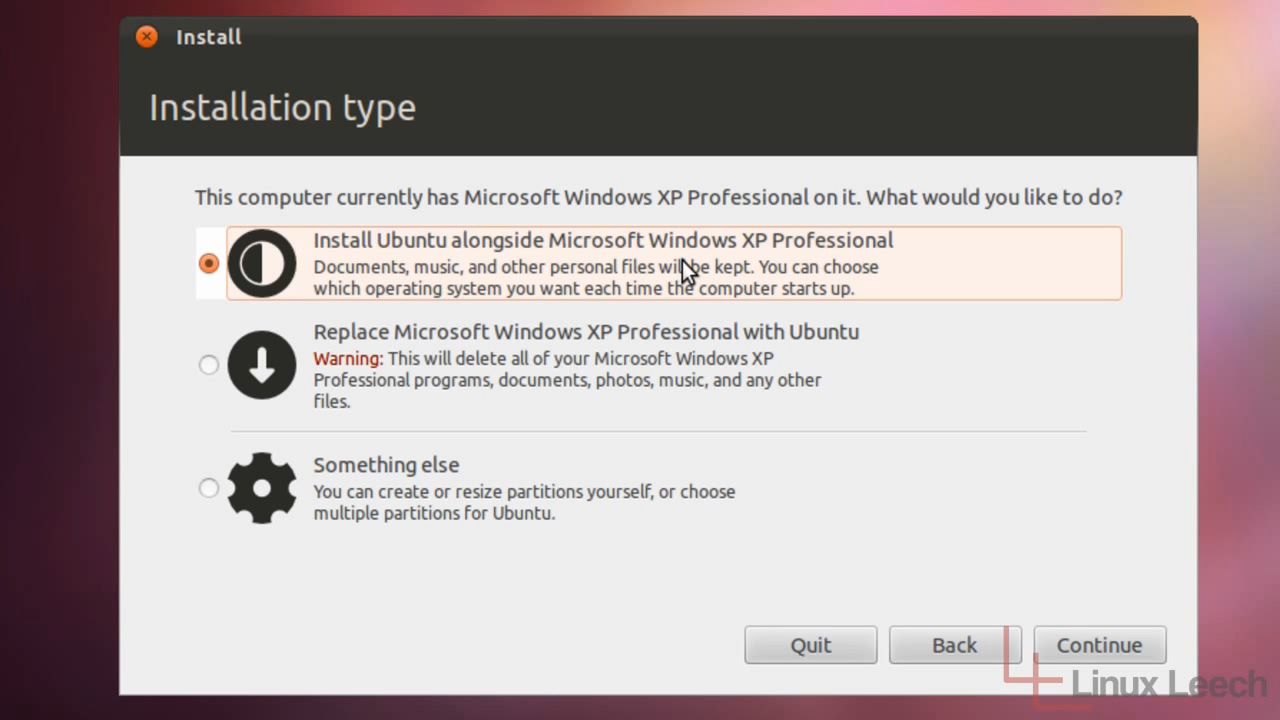 Install
Installation type
This computer currently has Microsoft Windows XP Professional on it. What would you like to do?
Install Ubuntu alongside Microsoft Windows XP Professional
Documents, music, and other personal files will be kept. You can choose
which operating system you want each time the computer starts up.
Replace Microsoft Windows XP Professional with Ubuntu
Warning: This will delete all of your Microsoft Windows XP
Professional programs, documents, photos, music, and any other
files.
Something else
You can create or resize partitions yourself, or choose
multiple partitions for Ubuntu.
Quit Back Continue
Linux Leech